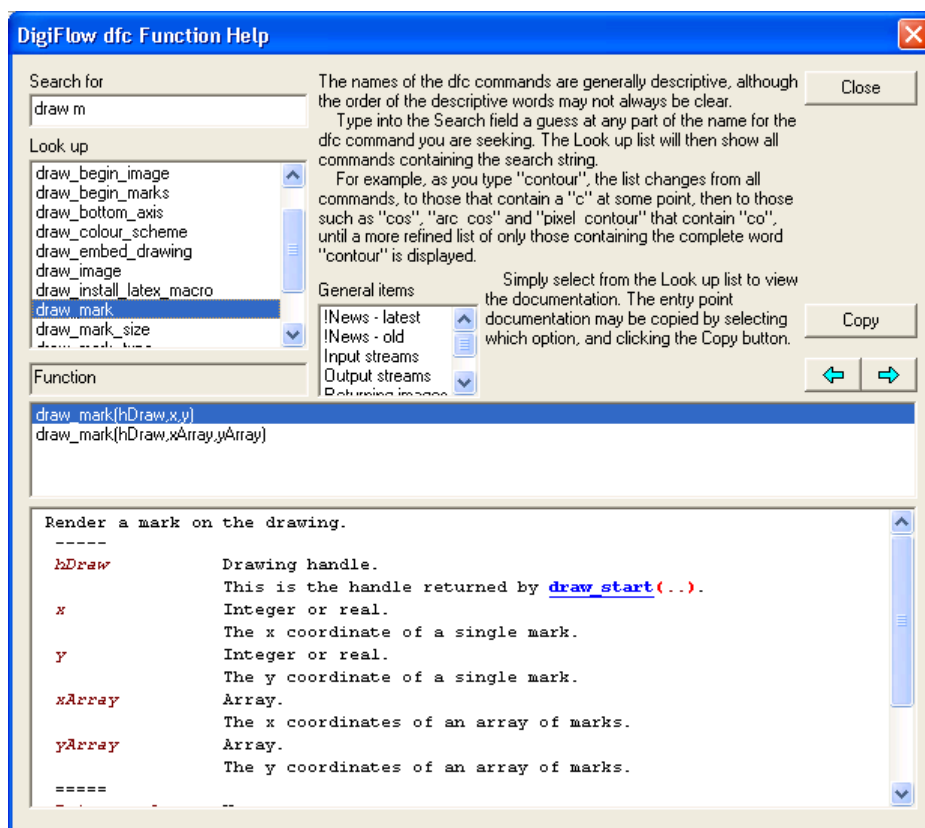 DigiFlow dfc Function Help
Search for
draw m
Look up
draw_begin_image
draw_begin_marks
draw_bottom_axis
draw_colour_scheme
draw_embed_drawing
draw_image
draw_install_latex_macro
draw_mark
draw_mark_size
Function
The names of the dfc commands are generally descriptive, although
the order of the descriptive words may not always be clear.
Type into the Search field a guess at any part of the name for the
dfc command you are seeking. The Look up list will then show all
commands containing the search string.
For example, as you type "contour", the list changes from all
commands, to those that contain a "c" at some point, then to those
such as "cos", "arc cos" and "pixel contour" that contain "co",
until a more refined list of only those containing the complete word
"contour" is displayed.
General items
!News - latest
!News - old
Input streams
Output streams
Returning images
Simply select from the Look up list to view
the documentation. The entry point
documentation may be copied by selecting
which option, and clicking the Copy button.
Close
Copy
draw_mark(hDraw,x,y)
draw_mark(hDraw,xArray,yArray)
Render a mark on the drawing.
-----
hDraw Drawing handle.
This is the handle returned by draw_start(..).
x Integer or real.
The x coordinate of a single mark.
y Integer or real.
The y coordinate of a single mark.
xArray Array.
The x coordinates of an array of marks.
yArray Array.
The y coordinates of an array of marks.
=====